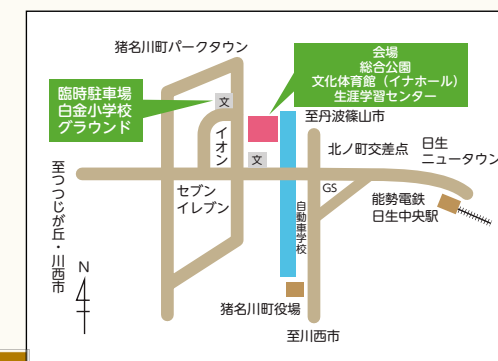 猪名川町パークタウン
会場
総合公園
文化体育館（イナホール）
生涯学習センター
臨時駐車場
白金小学校
グラウンド
文
至丹波篠山市
イオン
文
北ノ町交差点
日生
ニュータウン
至つつじが丘・川西市
セブン
イレブン
GS
自動車学校
能勢電鉄
日生中央駅
N
猪名川町役場
至川西市